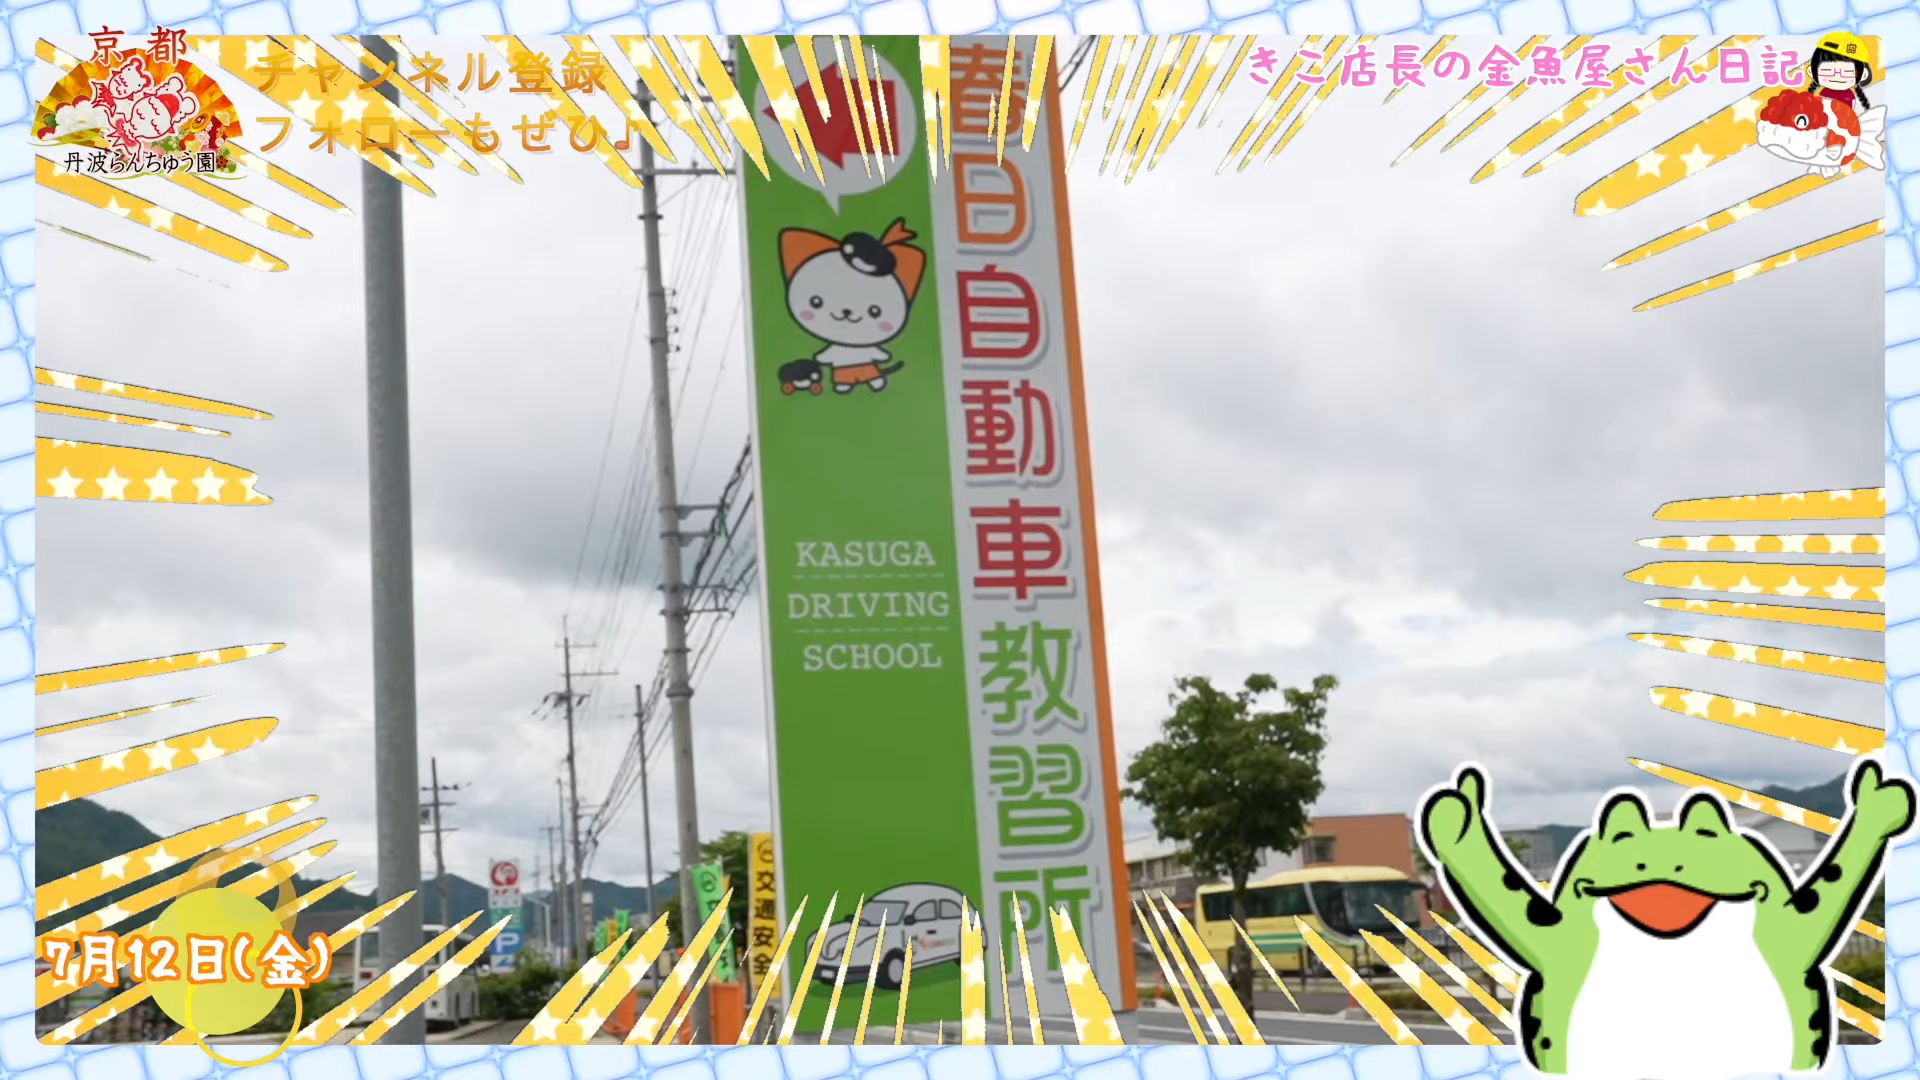 京都
丹波らんちゅう園
チャンネル登録
フォローもぜひ♪
きこ店長の金魚屋さん日記
春日自動車教習所
KASUGA
DRIVING
SCHOOL
交通安全
P
7月12日(金)